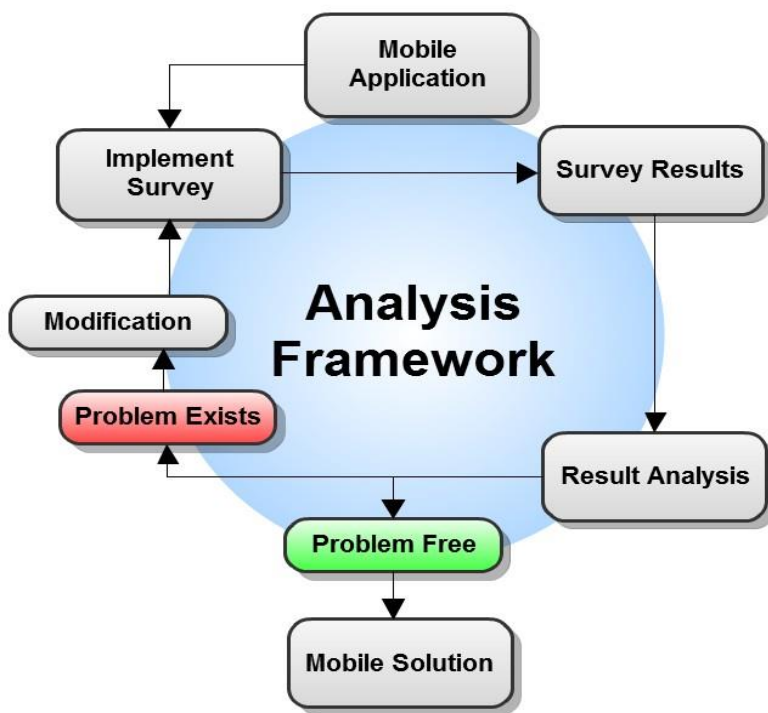 Mobile
Application
Implement
Survey
Survey Results
Analysis
Framework
Modification
Problem Exists
Result Analysis
Problem Free
Mobile Solution